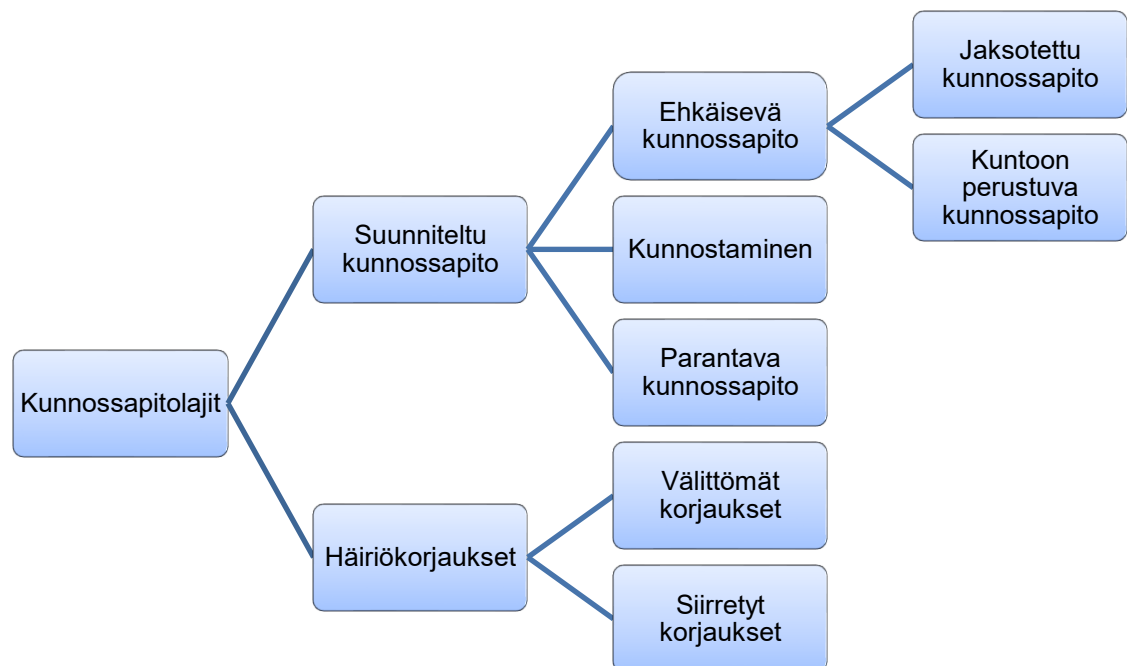 Jaksotettu
kunnossapito
Ehkäisevä
kunnossapito
Kuntoon
perustuva
kunnossapito
Suunniteltu
kunnossapito
Kunnostaminen
Parantava
kunnossapito
Kunnossapitolajit
Välittömät
korjaukset
Häiriökorjaukset
Siirretyt
korjaukset